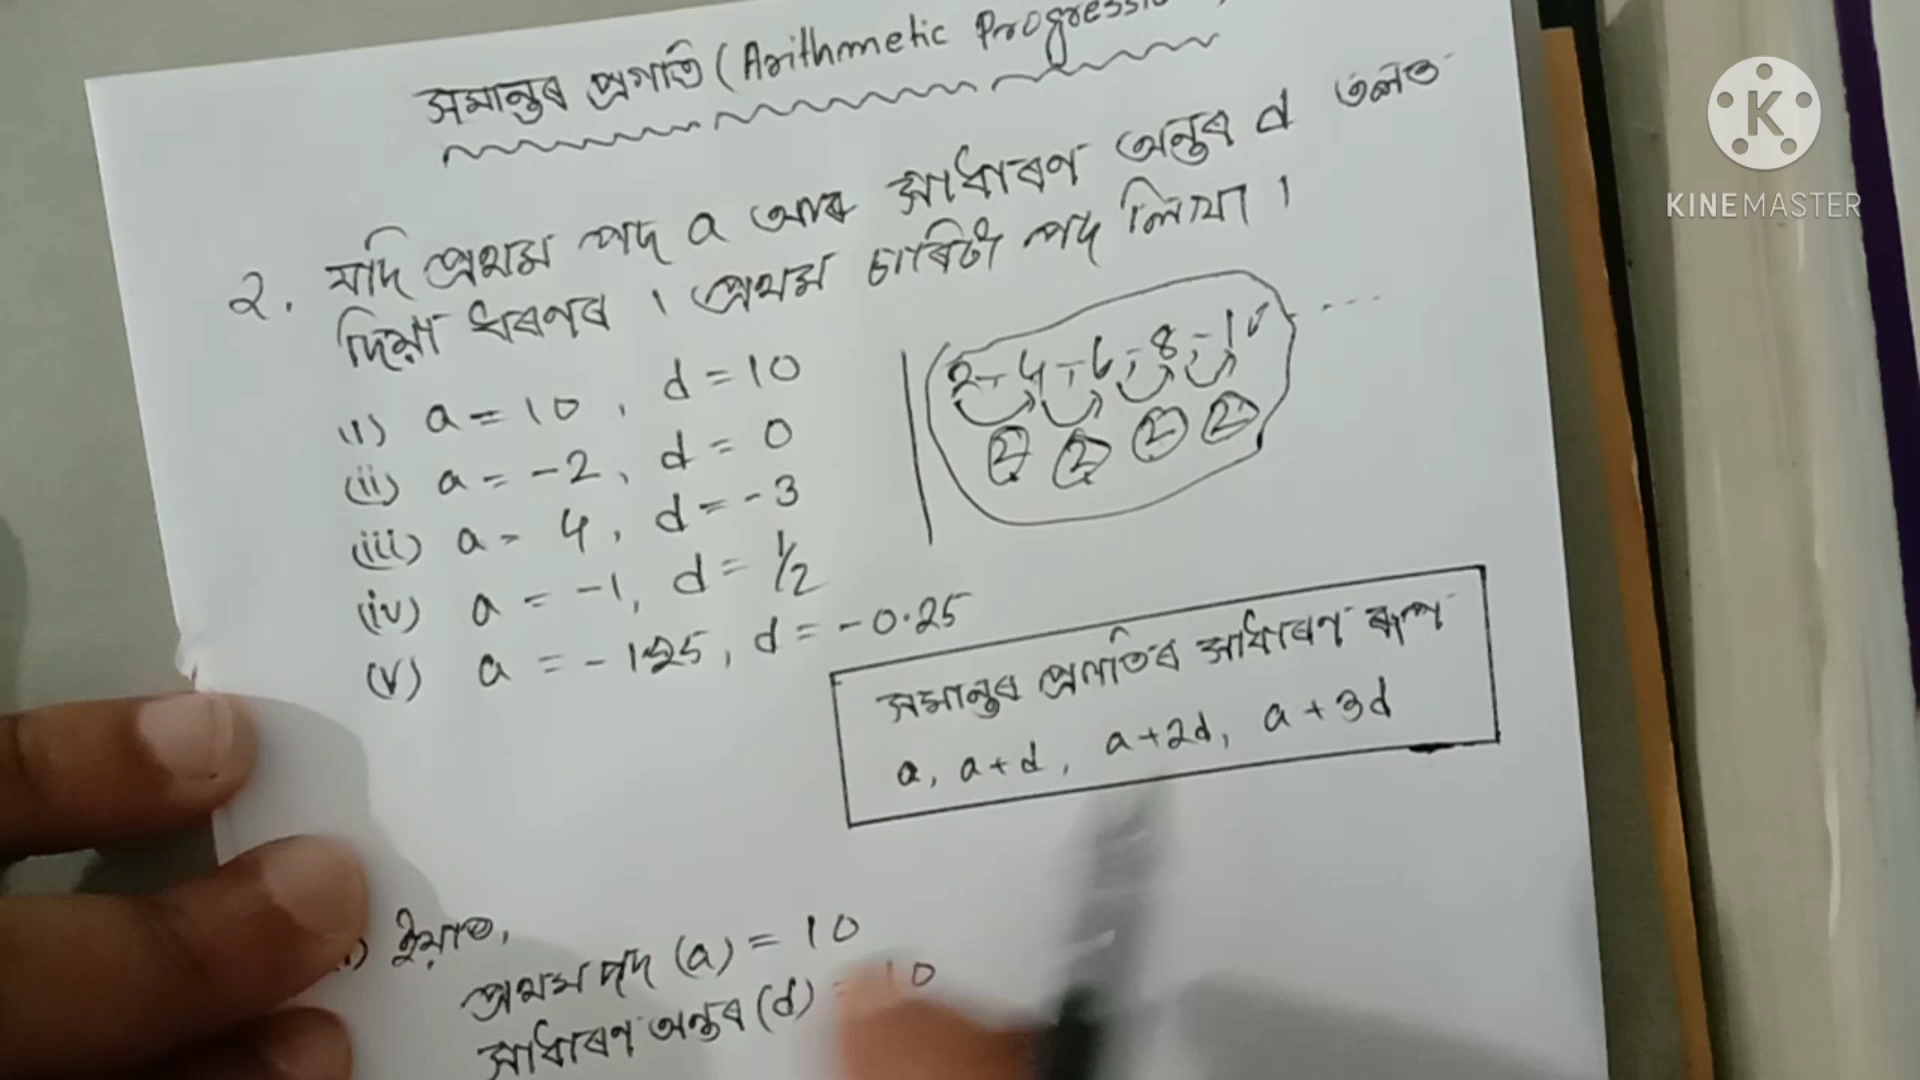 সমান্তৰ প্ৰগতি (Arithmetic Progressio
২. যদি প্ৰথম পদ a আৰু সাধাৰণ অন্তৰ d তলত
দিয়া ধৰণৰ । প্ৰথম চাৰিটা পদ লিখা ।
(i) a = 10, d = 10
(ii) a = -2, d = 0
(iii) a = 4, d = -3
(iv) a = -1, d = 1/2
(v) a = -1.25, d = -0.25
2, 4, 6, 8, 10 ....
2 2 2 2
সমান্তৰ প্ৰগতিৰ সাধাৰণ ৰূপ
a, a+d, a+2d, a+3d
ইয়াত,
প্ৰথম পদ (a) = 10
সাধাৰণ অন্তৰ (d) = 10
K
KINEMASTER